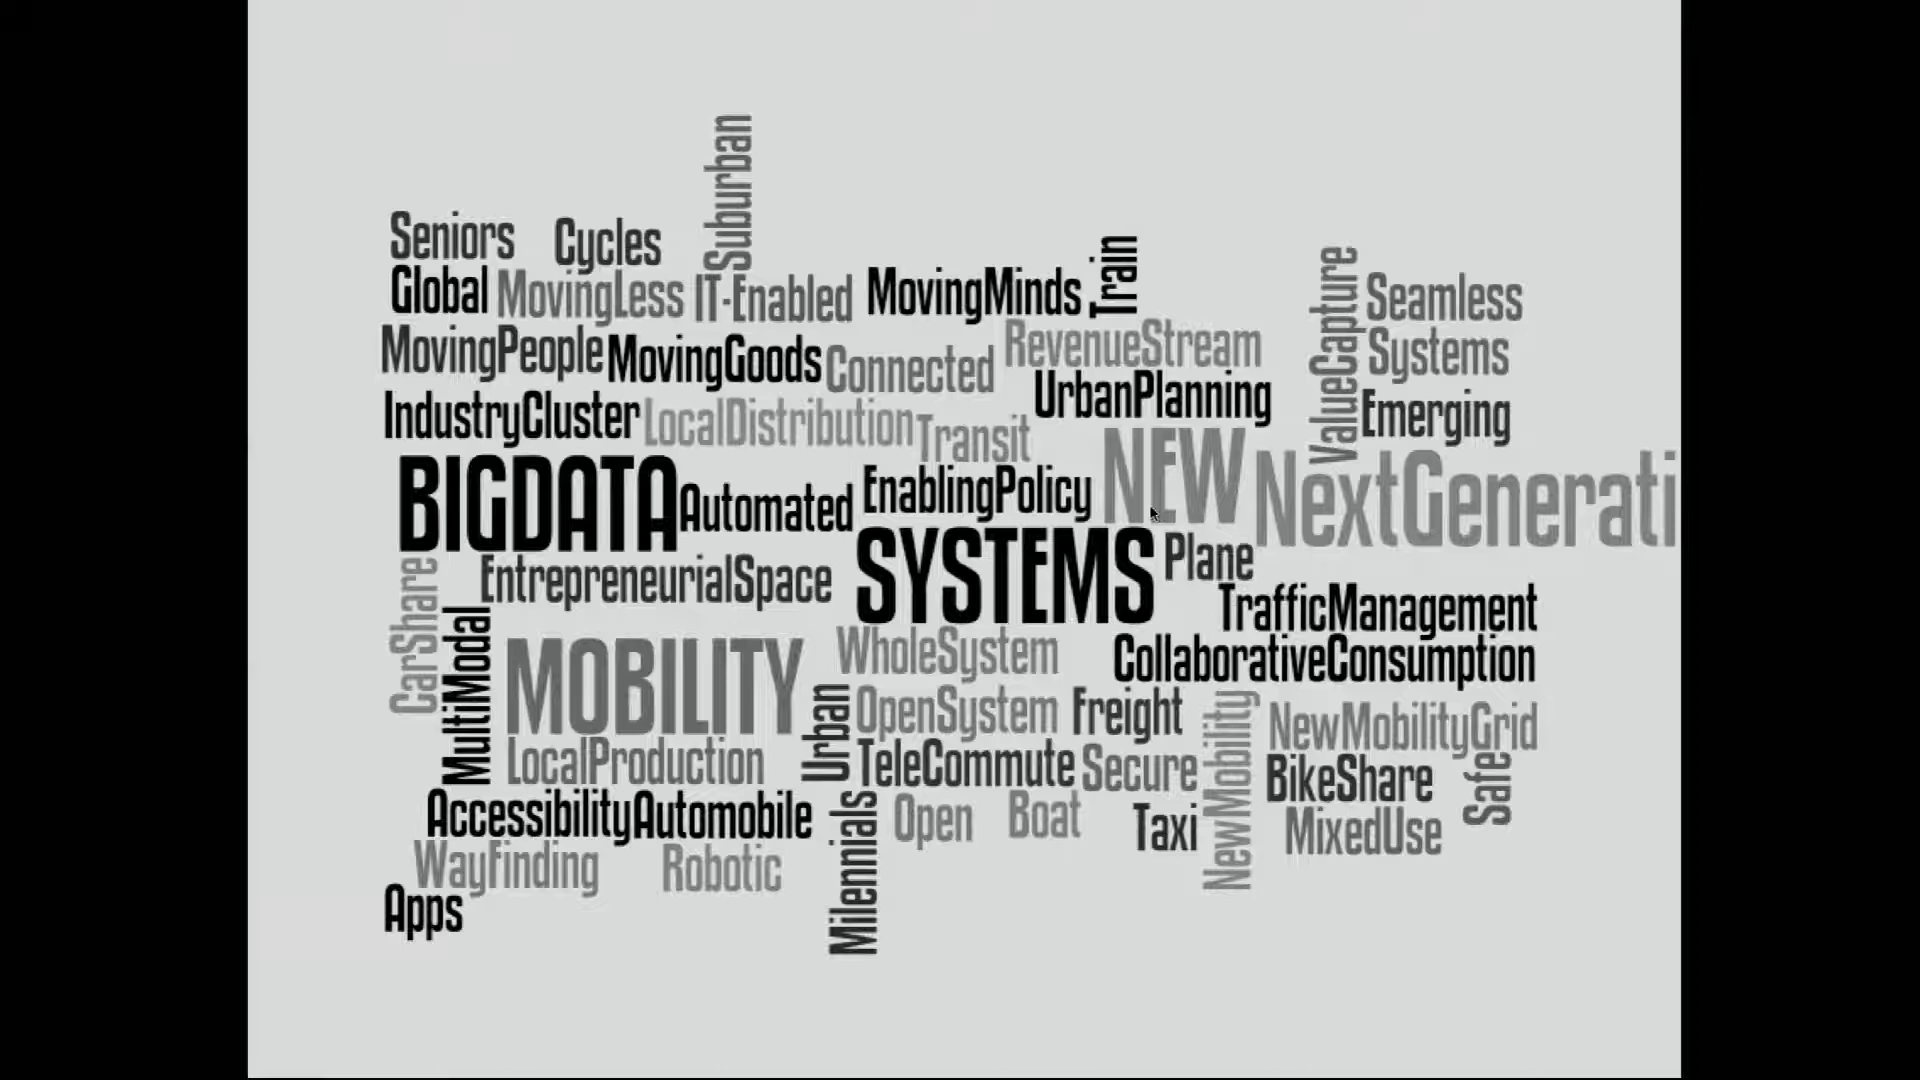 Suburban
Seniors
Cycles
Global
MovingLess
IT-Enabled
MovingMinds
Train
ValueCapture
Seamless
Systems
MovingPeople
MovingGoods
Connected
RevenueStream
UrbanPlanning
IndustryCluster
LocalDistribution
Transit
Emerging
BIGDATA
Automated
EnablingPolicy
NEW
NextGenerati
SYSTEMS
Plane
EntrepreneurialSpace
CarShare
MultiModal
TrafficManagement
MOBILITY
WholeSystem
CollaborativeConsumption
Urban
OpenSystem
Freight
NewMobility
NewMobilityGrid
LocalProduction
TeleCommute
Secure
BikeShare
Safe
Accessibility
Automobile
Milennials
Open
Boat
Taxi
MixedUse
WayFinding
Robotic
Apps